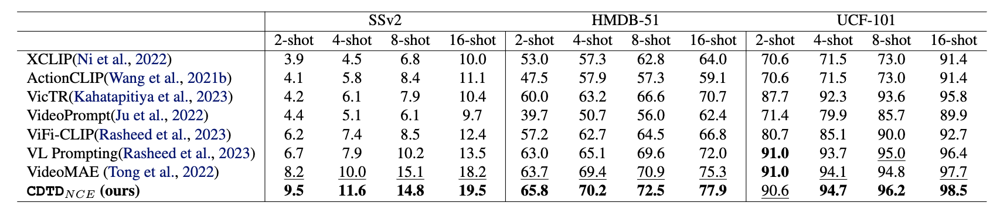 SSv2 HMDB-51 UCF-101
2-shot 4-shot 8-shot 16-shot 2-shot 4-shot 8-shot 16-shot 2-shot 4-shot 8-shot 16-shot
XCLIP(Ni et al., 2022) 3.9 4.5 6.8 10.0 53.0 57.3 62.8 64.0 70.6 71.5 73.0 91.4
ActionCLIP(Wang et al., 2021b) 4.1 5.8 8.4 11.1 47.5 57.9 57.3 59.1 70.6 71.5 73.0 91.4
VicTR(Kahatapitiya et al., 2023) 4.2 6.1 7.9 10.4 60.0 63.2 66.6 70.7 87.7 92.3 93.6 95.8
VideoPrompt(Ju et al., 2022) 4.4 5.1 6.1 9.7 39.7 50.7 56.0 62.4 71.4 79.9 85.7 89.9
ViFi-CLIP(Rasheed et al., 2023) 6.2 7.4 8.5 12.4 57.2 62.7 64.5 66.8 80.7 85.1 90.0 92.7
VL Prompting(Rasheed et al., 2023) 6.7 7.9 10.2 13.5 63.0 65.1 69.6 72.0 91.0 93.7 95.0 96.4
VideoMAE (Tong et al., 2022) 8.2 10.0 15.1 18.2 63.7 69.4 70.9 75.3 91.0 94.1 94.8 97.7
CDTD_NCE (ours) 9.5 11.6 14.8 19.5 65.8 70.2 72.5 77.9 90.6 94.7 96.2 98.5